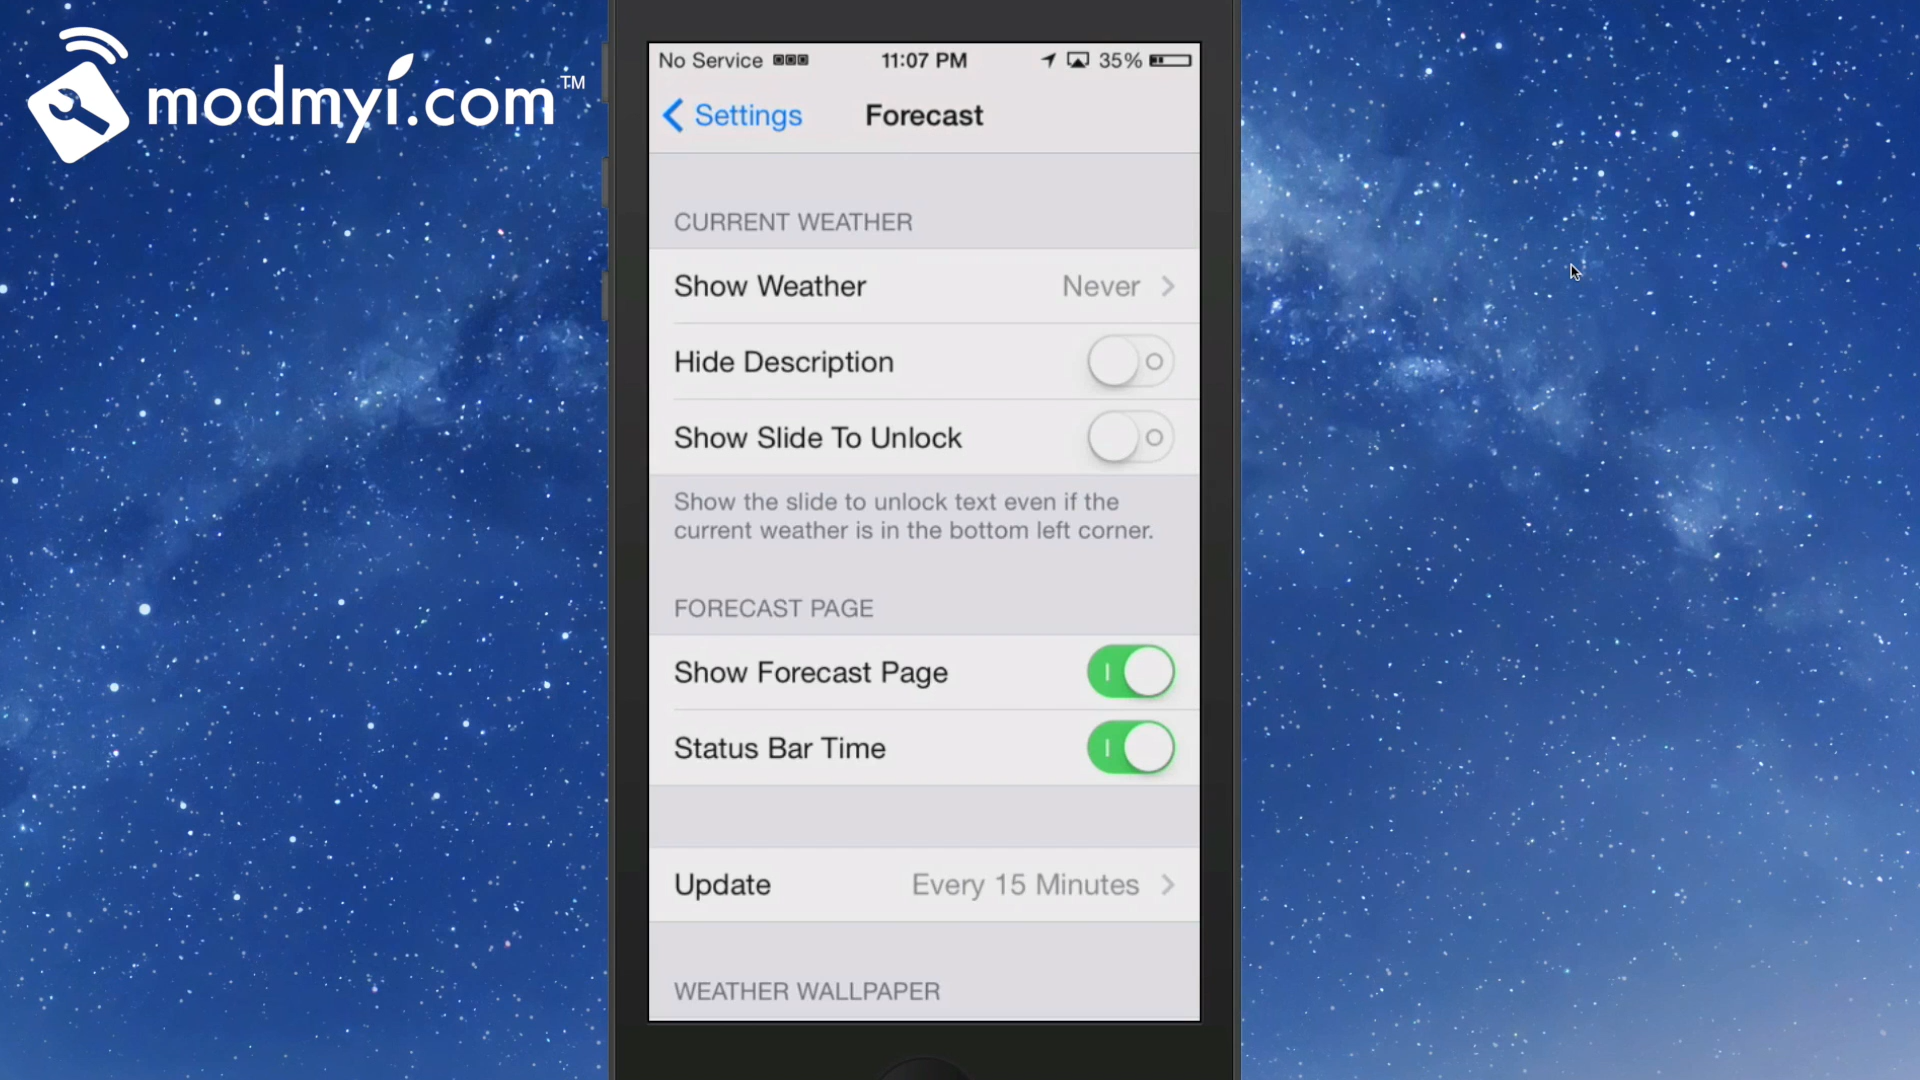 modmyi.com™
No Service 11:07 PM 35%
Settings Forecast
CURRENT WEATHER
Show Weather Never
Hide Description
Show Slide To Unlock
Show the slide to unlock text even if the
current weather is in the bottom left corner.
FORECAST PAGE
Show Forecast Page
Status Bar Time
Update Every 15 Minutes
WEATHER WALLPAPER